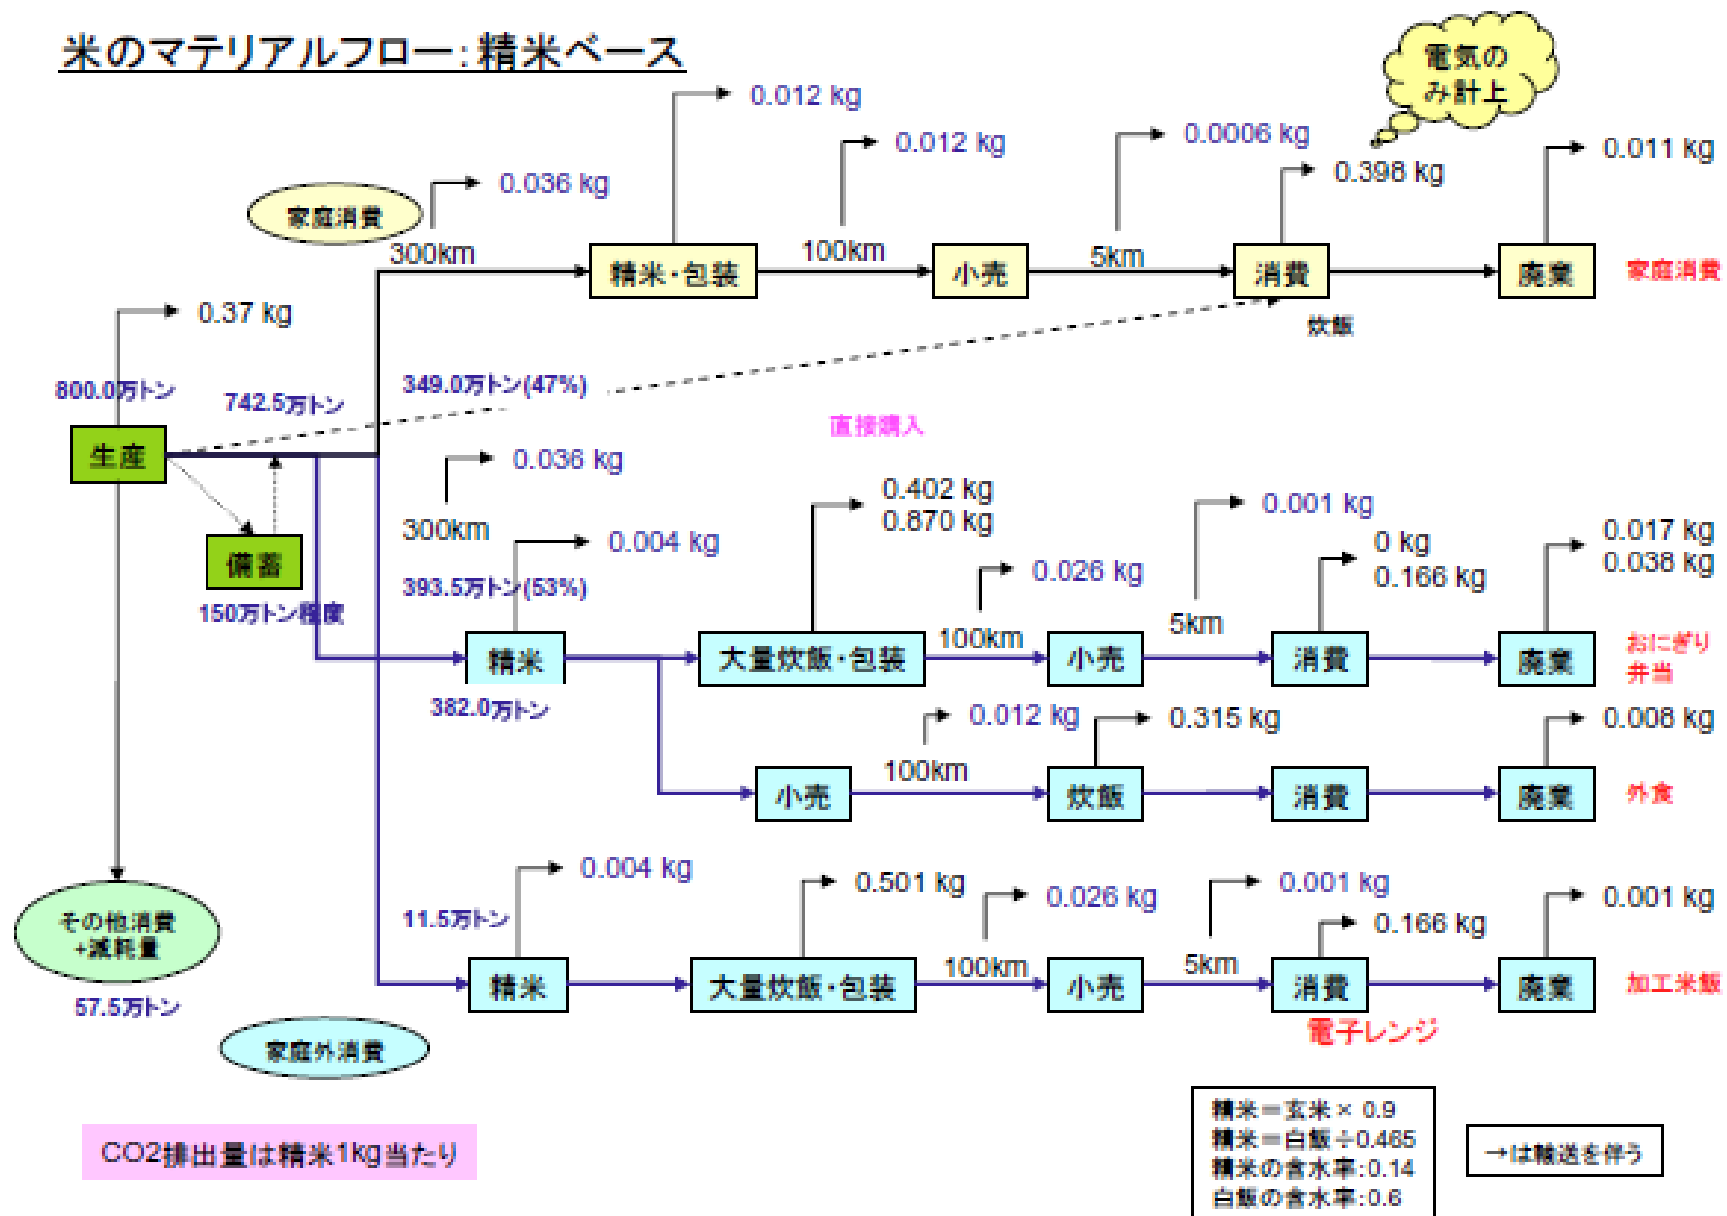 米のマテリアルフロー：精米ベース
電気の
み計上
0.012 kg
0.012 kg
0.0006 kg
0.398 kg
0.011 kg
0.036 kg
家庭消費
300km
精米・包装
100km
小売
5km
消費
廃棄
家庭消費
炊飯
0.37 kg
800.0万トン
742.5万トン
349.0万トン(47%)
直接購入
生産
備蓄
150万トン程度
0.036 kg
300km
0.004 kg
393.5万トン(53%)
0.402 kg
0.870 kg
0.026 kg
0.001 kg
0 kg
0.166 kg
0.017 kg
0.038 kg
精米
大量炊飯・包装
100km
小売
5km
消費
廃棄
おにぎり
弁当
382.0万トン
0.012 kg
0.315 kg
0.008 kg
小売
100km
炊飯
消費
廃棄
外食
0.004 kg
0.501 kg
0.026 kg
0.001 kg
0.166 kg
0.001 kg
11.5万トン
精米
大量炊飯・包装
100km
小売
5km
消費
廃棄
加工米飯
電子レンジ
その他消費
+減耗量
57.5万トン
家庭外消費
CO2排出量は精米1kg当たり
精米＝玄米× 0.9
精米＝白飯÷0.465
精米の含水率：0.14
白飯の含水率：0.6
→は輸送を伴う